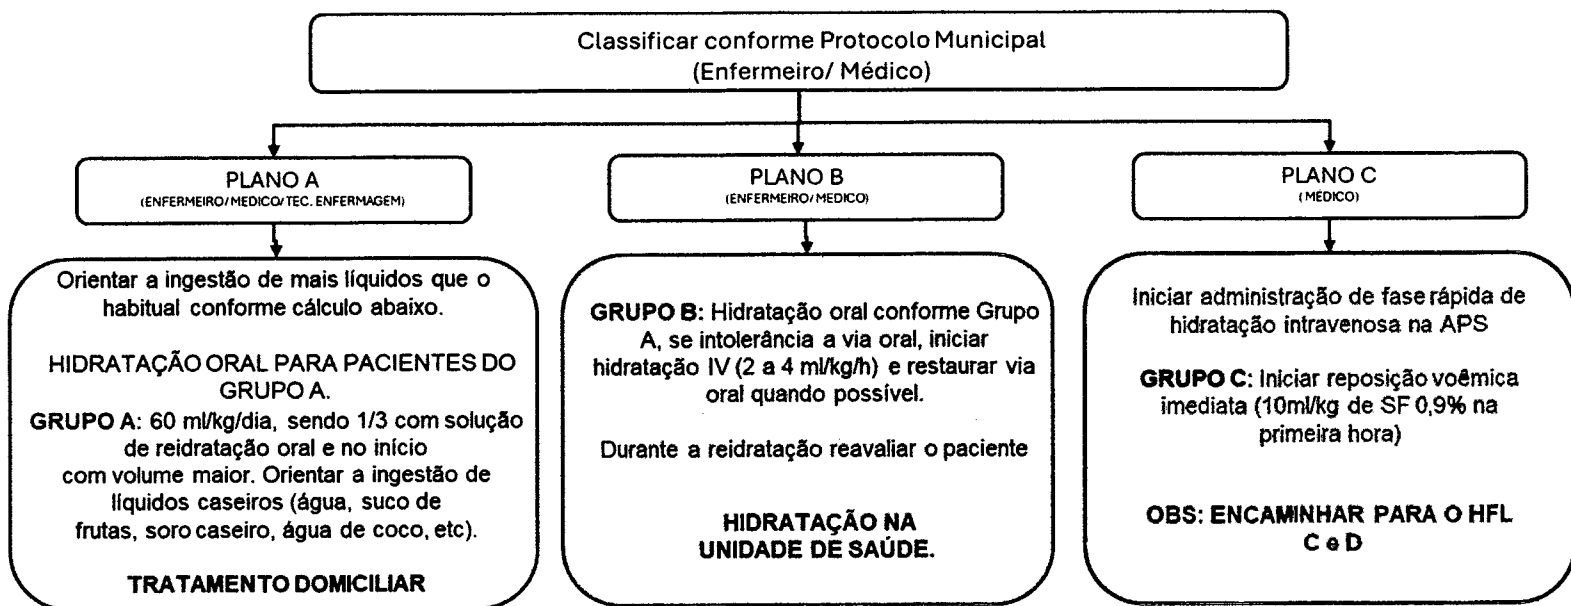 Classificar conforme Protocolo Municipal
(Enfermeiro/ Médico)
PLANO A
(ENFERMEIRO/ MEDICO/ TEC. ENFERMAGEM)
Orientar a ingestão de mais líquidos que o
habitual conforme cálculo abaixo.
HIDRATAÇÃO ORAL PARA PACIENTES DO
GRUPO A.
GRUPO A: 60 ml/kg/dia, sendo 1/3 com solução
de reidratação oral e no início
com volume maior. Orientar a ingestão de
líquidos caseiros (água, suco de
frutas, soro caseiro, água de coco, etc).
TRATAMENTO DOMICILIAR
PLANO B
(ENFERMEIRO/ MEDICO)
GRUPO B: Hidratação oral conforme Grupo
A, se intolerância a via oral, iniciar
hidratação IV (2 a 4 ml/kg/h) e restaurar via
oral quando possível.
Durante a reidratação reavaliar o paciente
HIDRATAÇÃO NA
UNIDADE DE SAÚDE.
PLANO C
(MÉDICO)
Iniciar administração de fase rápida de
hidratação intravenosa na APS
GRUPO C: Iniciar reposição voêmica
imediata (10ml/kg de SF 0,9% na
primeira hora)
OBS: ENCAMINHAR PARA O HFL
C e D